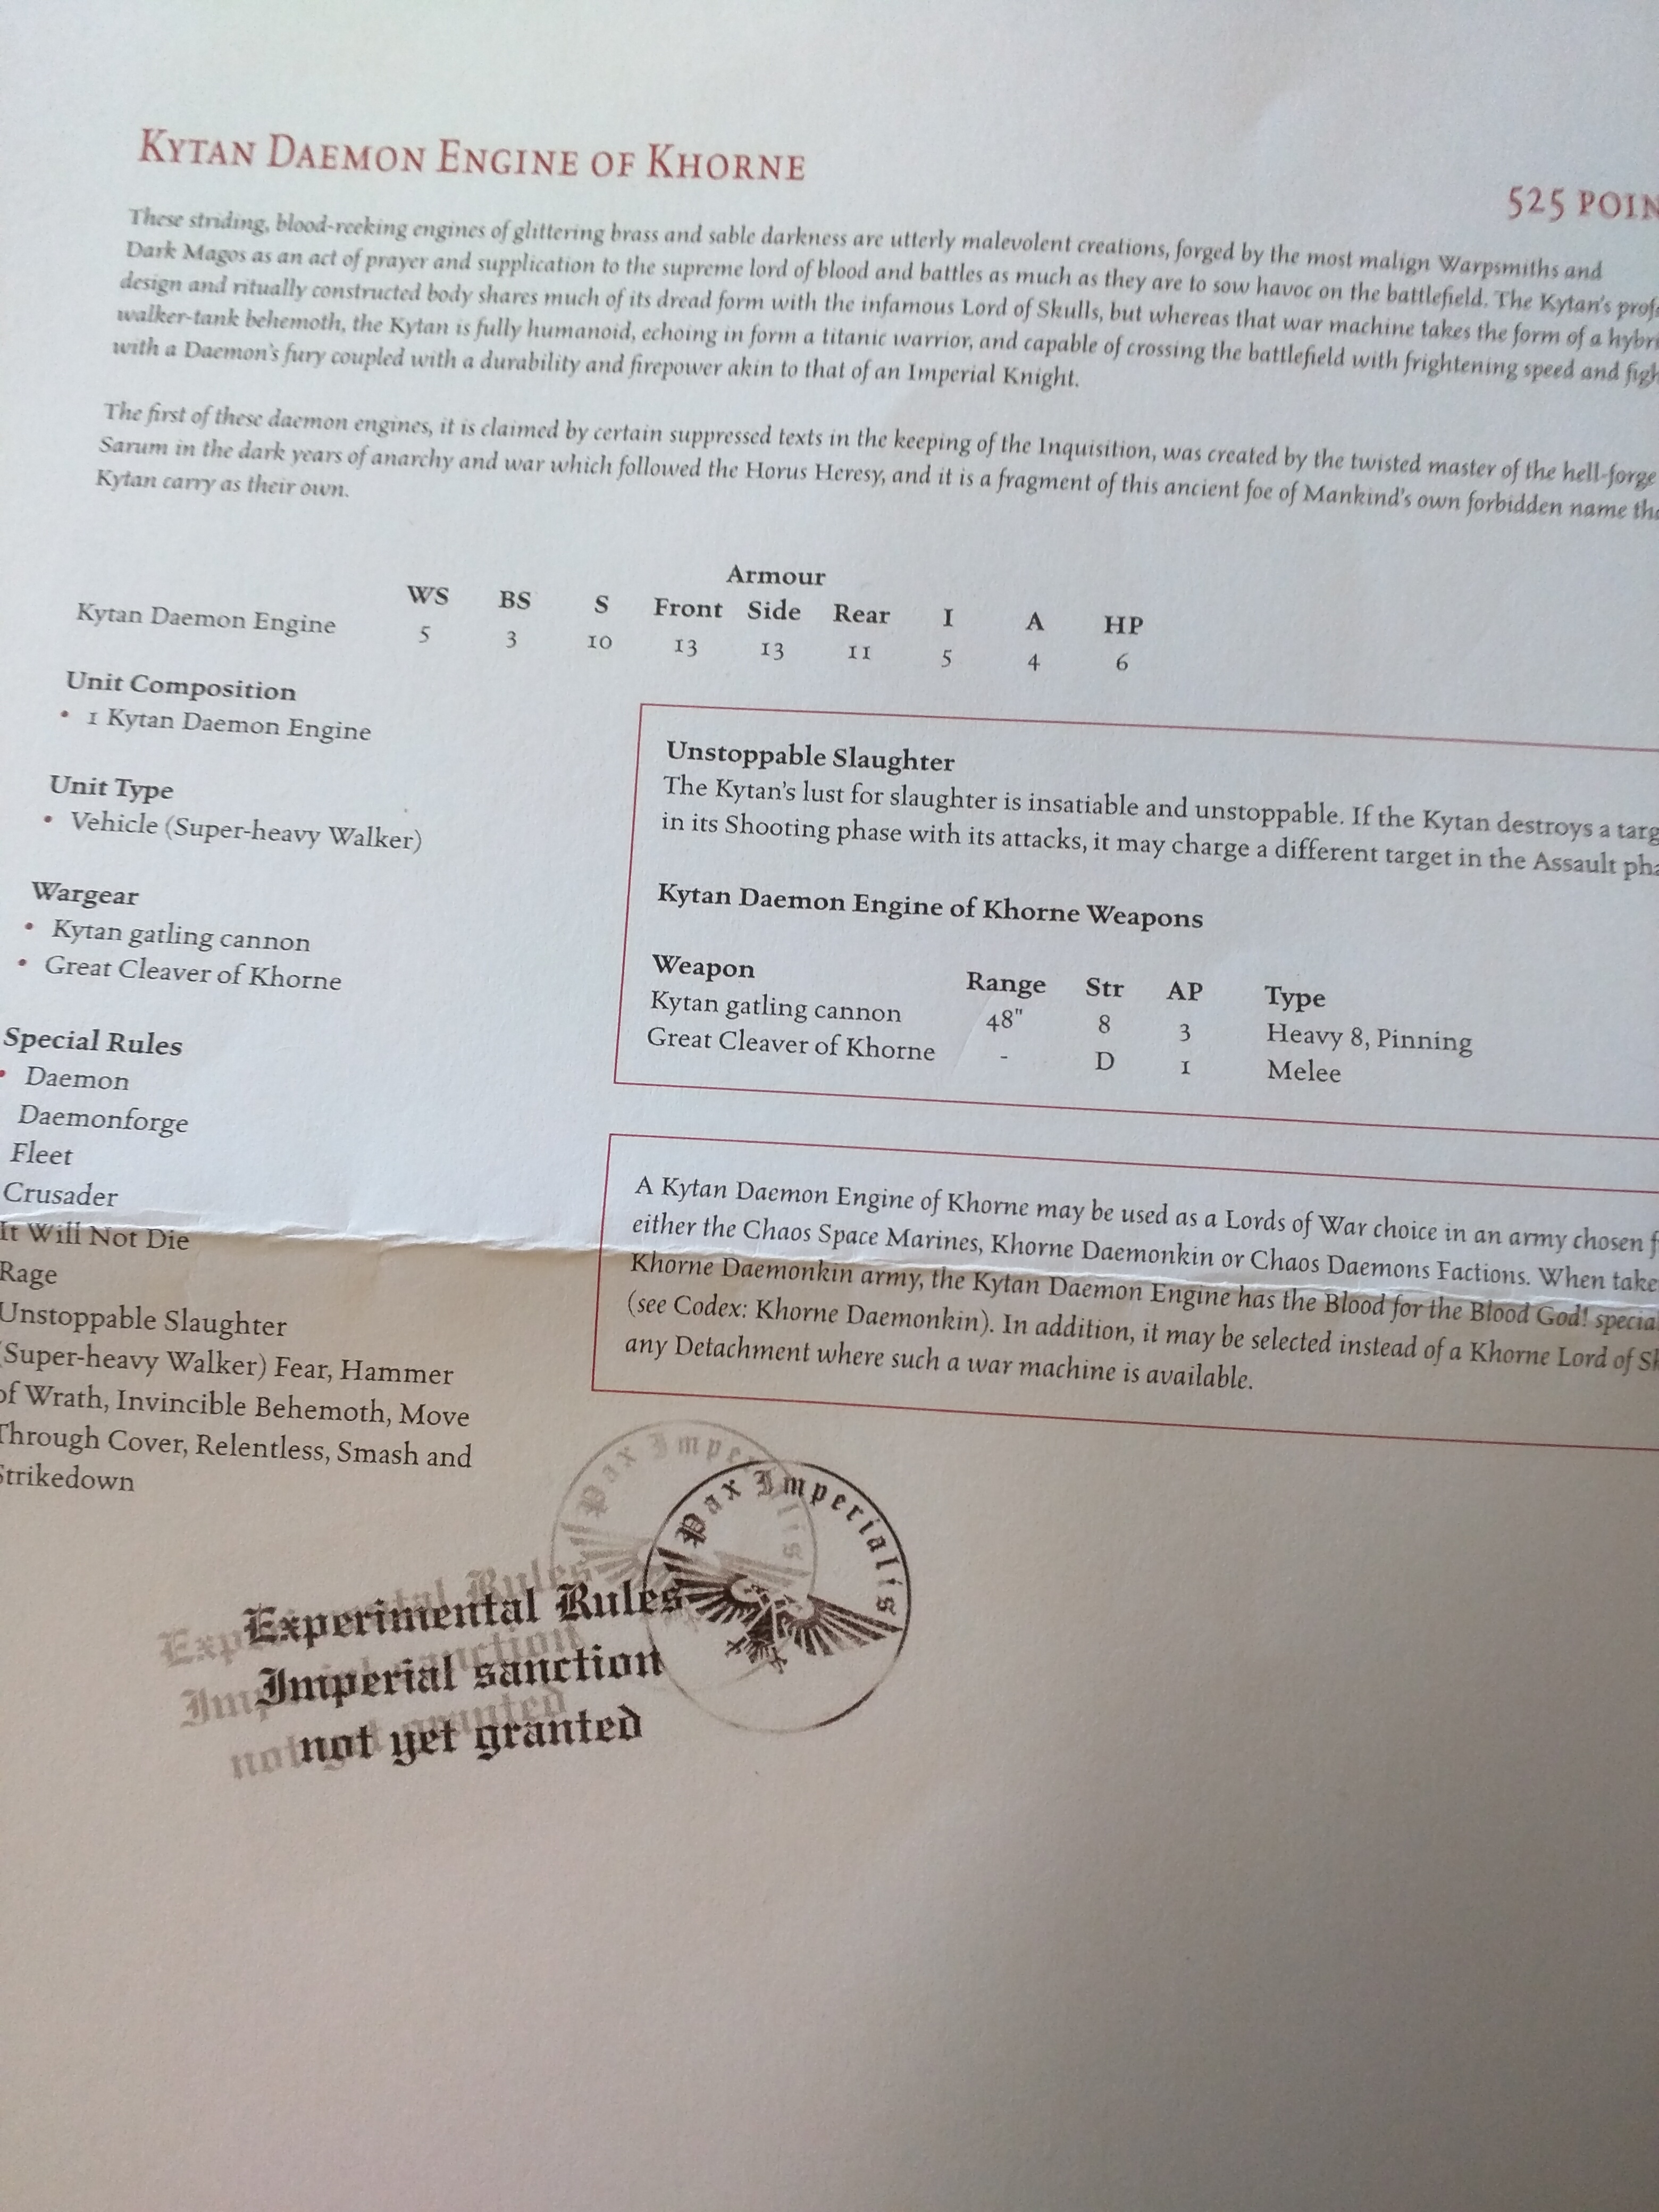 KYTAN DAEMON ENGINE OF KHORNE
525 POIN
These striding, blood-reeking engines of glittering brass and sable darkness are utterly malevolent creations, forged by the most malign Warpsmiths and
Dark Magos as an act of prayer and supplication to the supreme lord of blood and battles as much as they are to sow havoc on the battlefield. The Kytan's prof
design and ritually constructed body shares much of its dread form with the infamous Lord of Skulls, but whereas that war machine takes the form of a hybri
walker-tank behemoth, the Kytan is fully humanoid, echoing in form a titanic warrior, and capable of crossing the battlefield with frightening speed and figh
with a Daemon's fury coupled with a durability and firepower akin to that of an Imperial Knight.
The first of these daemon engines, it is claimed by certain suppressed texts in the keeping of the Inquisition, was created by the twisted master of the hell-forge
Sarum in the dark years of anarchy and war which followed the Horus Heresy, and it is a fragment of this ancient foe of Mankind's own forbidden name tha
Kytan carry as their own.
Armour
WS BS S Front Side Rear I A HP
Kytan Daemon Engine 5 3 10 13 13 11 5 4 6
Unit Composition
• 1 Kytan Daemon Engine
Unit Type
• Vehicle (Super-heavy Walker)
Wargear
• Kytan gatling cannon
• Great Cleaver of Khorne
Special Rules
• Daemon
Daemonforge
Fleet
Crusader
It Will Not Die
Rage
Unstoppable Slaughter
(Super-heavy Walker) Fear, Hammer
of Wrath, Invincible Behemoth, Move
Through Cover, Relentless, Smash and
Strikedown
Unstoppable Slaughter
The Kytan's lust for slaughter is insatiable and unstoppable. If the Kytan destroys a targ
in its Shooting phase with its attacks, it may charge a different target in the Assault pha
Kytan Daemon Engine of Khorne Weapons
Weapon Range Str AP Type
Kytan gatling cannon 48" 8 3 Heavy 8, Pinning
Great Cleaver of Khorne - D 1 Melee
A Kytan Daemon Engine of Khorne may be used as a Lords of War choice in an army chosen f
either the Chaos Space Marines, Khorne Daemonkin or Chaos Daemons Factions. When take
Khorne Daemonkin army, the Kytan Daemon Engine has the Blood for the Blood God! specia
(see Codex: Khorne Daemonkin). In addition, it may be selected instead of a Khorne Lord of Sk
any Detachment where such a war machine is available.
Pax Imperialis
Pax Imperialis
Experimental Rules
Imperial sanction
not yet granted
Experimental Rules
Imperial sanction
not yet granted